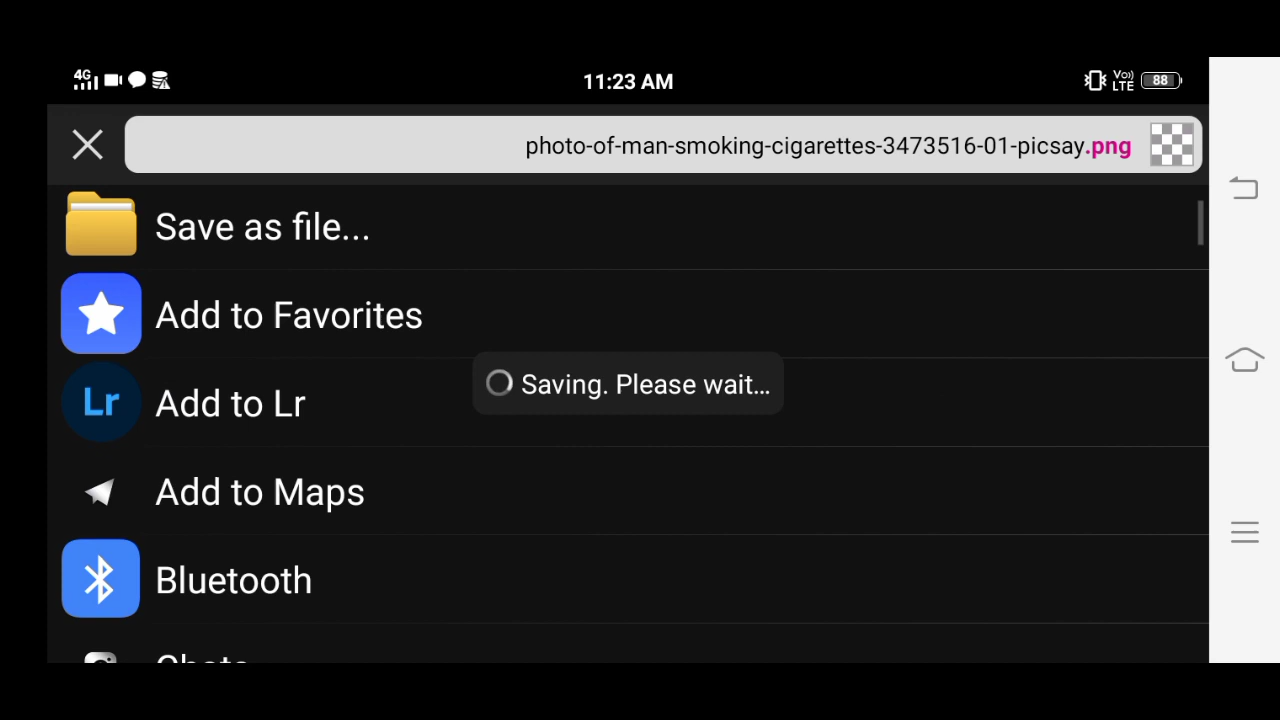 4G 11:23 AM Vo)) LTE 88
photo-of-man-smoking-cigarettes-3473516-01-picsay.png
Save as file...
Add to Favorites
Lr Add to Lr
Saving. Please wait...
Add to Maps
Bluetooth